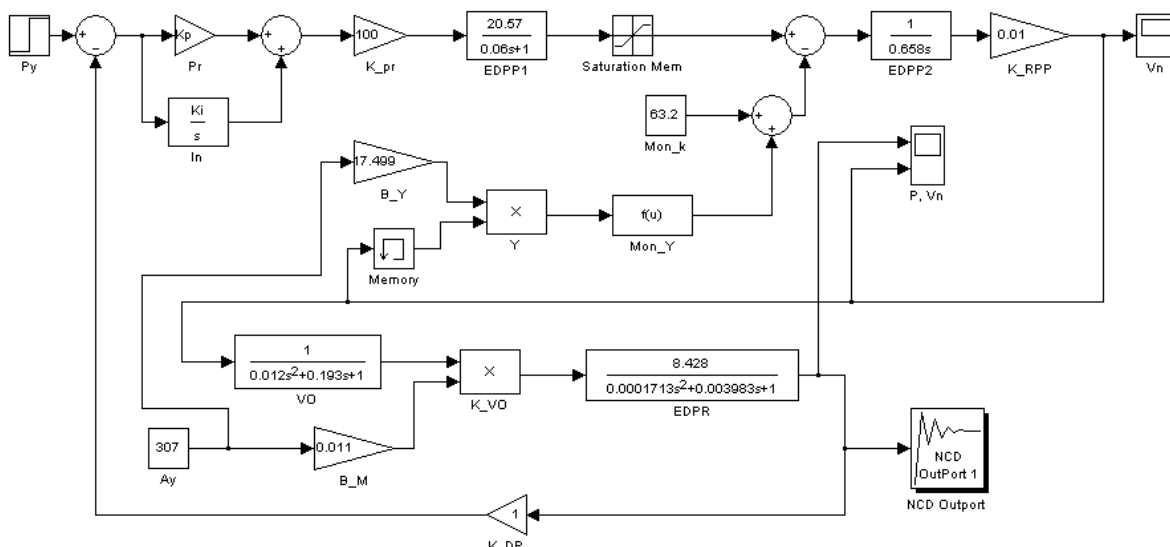 Py
+
−
Kp
Pr
+
+
100
K_pr
20.57
0.06s+1
EDPP1
Saturation Mem
+
−
1
0.658s
EDPP2
0.01
K_RPP
Vn
Ki
s
In
63.2
Mon_k
+
+
17.499
B_Y
×
Y
f(u)
Mon_Y
P, Vn
Memory
1
0.012s²+0.193s+1
VO
×
K_VO
8.428
0.0001713s²+0.003983s+1
EDPR
307
Ay
0.011
B_M
NCD
OutPort 1
NCD Outport
1
K_DP